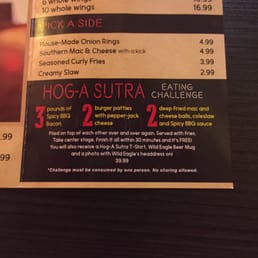 6 whole wings
10 whole wings 16.99
PICK A SIDE
House-Made Onion Rings 4.99
Southern Mac & Cheese with a kick 4.99
Seasoned Curly Fries 3.99
Creamy Slaw 2.99
HOG-A SUTRA EATING CHALLENGE
3 pounds of Spicy BBQ Bacon
2 burger patties with pepper-jack cheese
2 deep fried mac and cheese balls, coleslaw and Spicy BBQ sauce
Piled on top of each other over and over again. Served with fries.
Take center stage. Finish it all within 30 minutes and it's FREE!
You will also receive a Hog-A Sutra T-Shirt, Wild Eagle Beer Mug
and a photo with Wild Eagle's headdress on!
39.99
*Challenge must be consumed by one person. No sharing allowed.
.99
.99